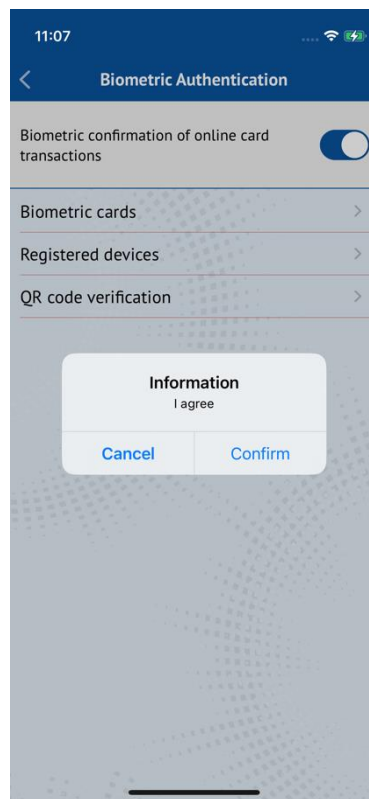 11:07
Biometric Authentication
Biometric confirmation of online card
transactions
Biometric cards
Registered devices
QR code verification
Information
I agree
Cancel
Confirm